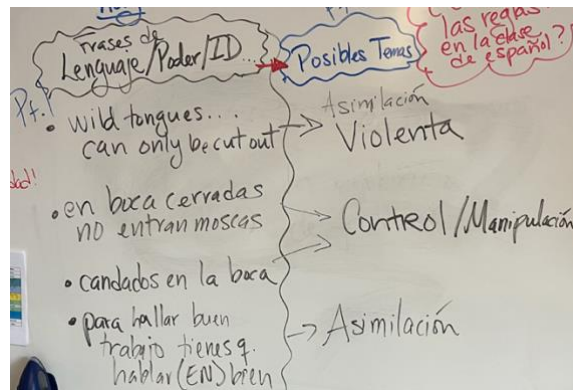 Frases de
Lenguaje/Poder/ID...
Posibles Temas
las reglas
en la clase
de español?
Pt. 1
• wild tongues...
can only be cut out
Asimilación
Violenta
dad!
• en boca cerradas
no entran moscas
Control/Manipulación
• candados en la boca
• para hallar buen
trabajo tienes q.
hablar (EN) bien
Asimilación